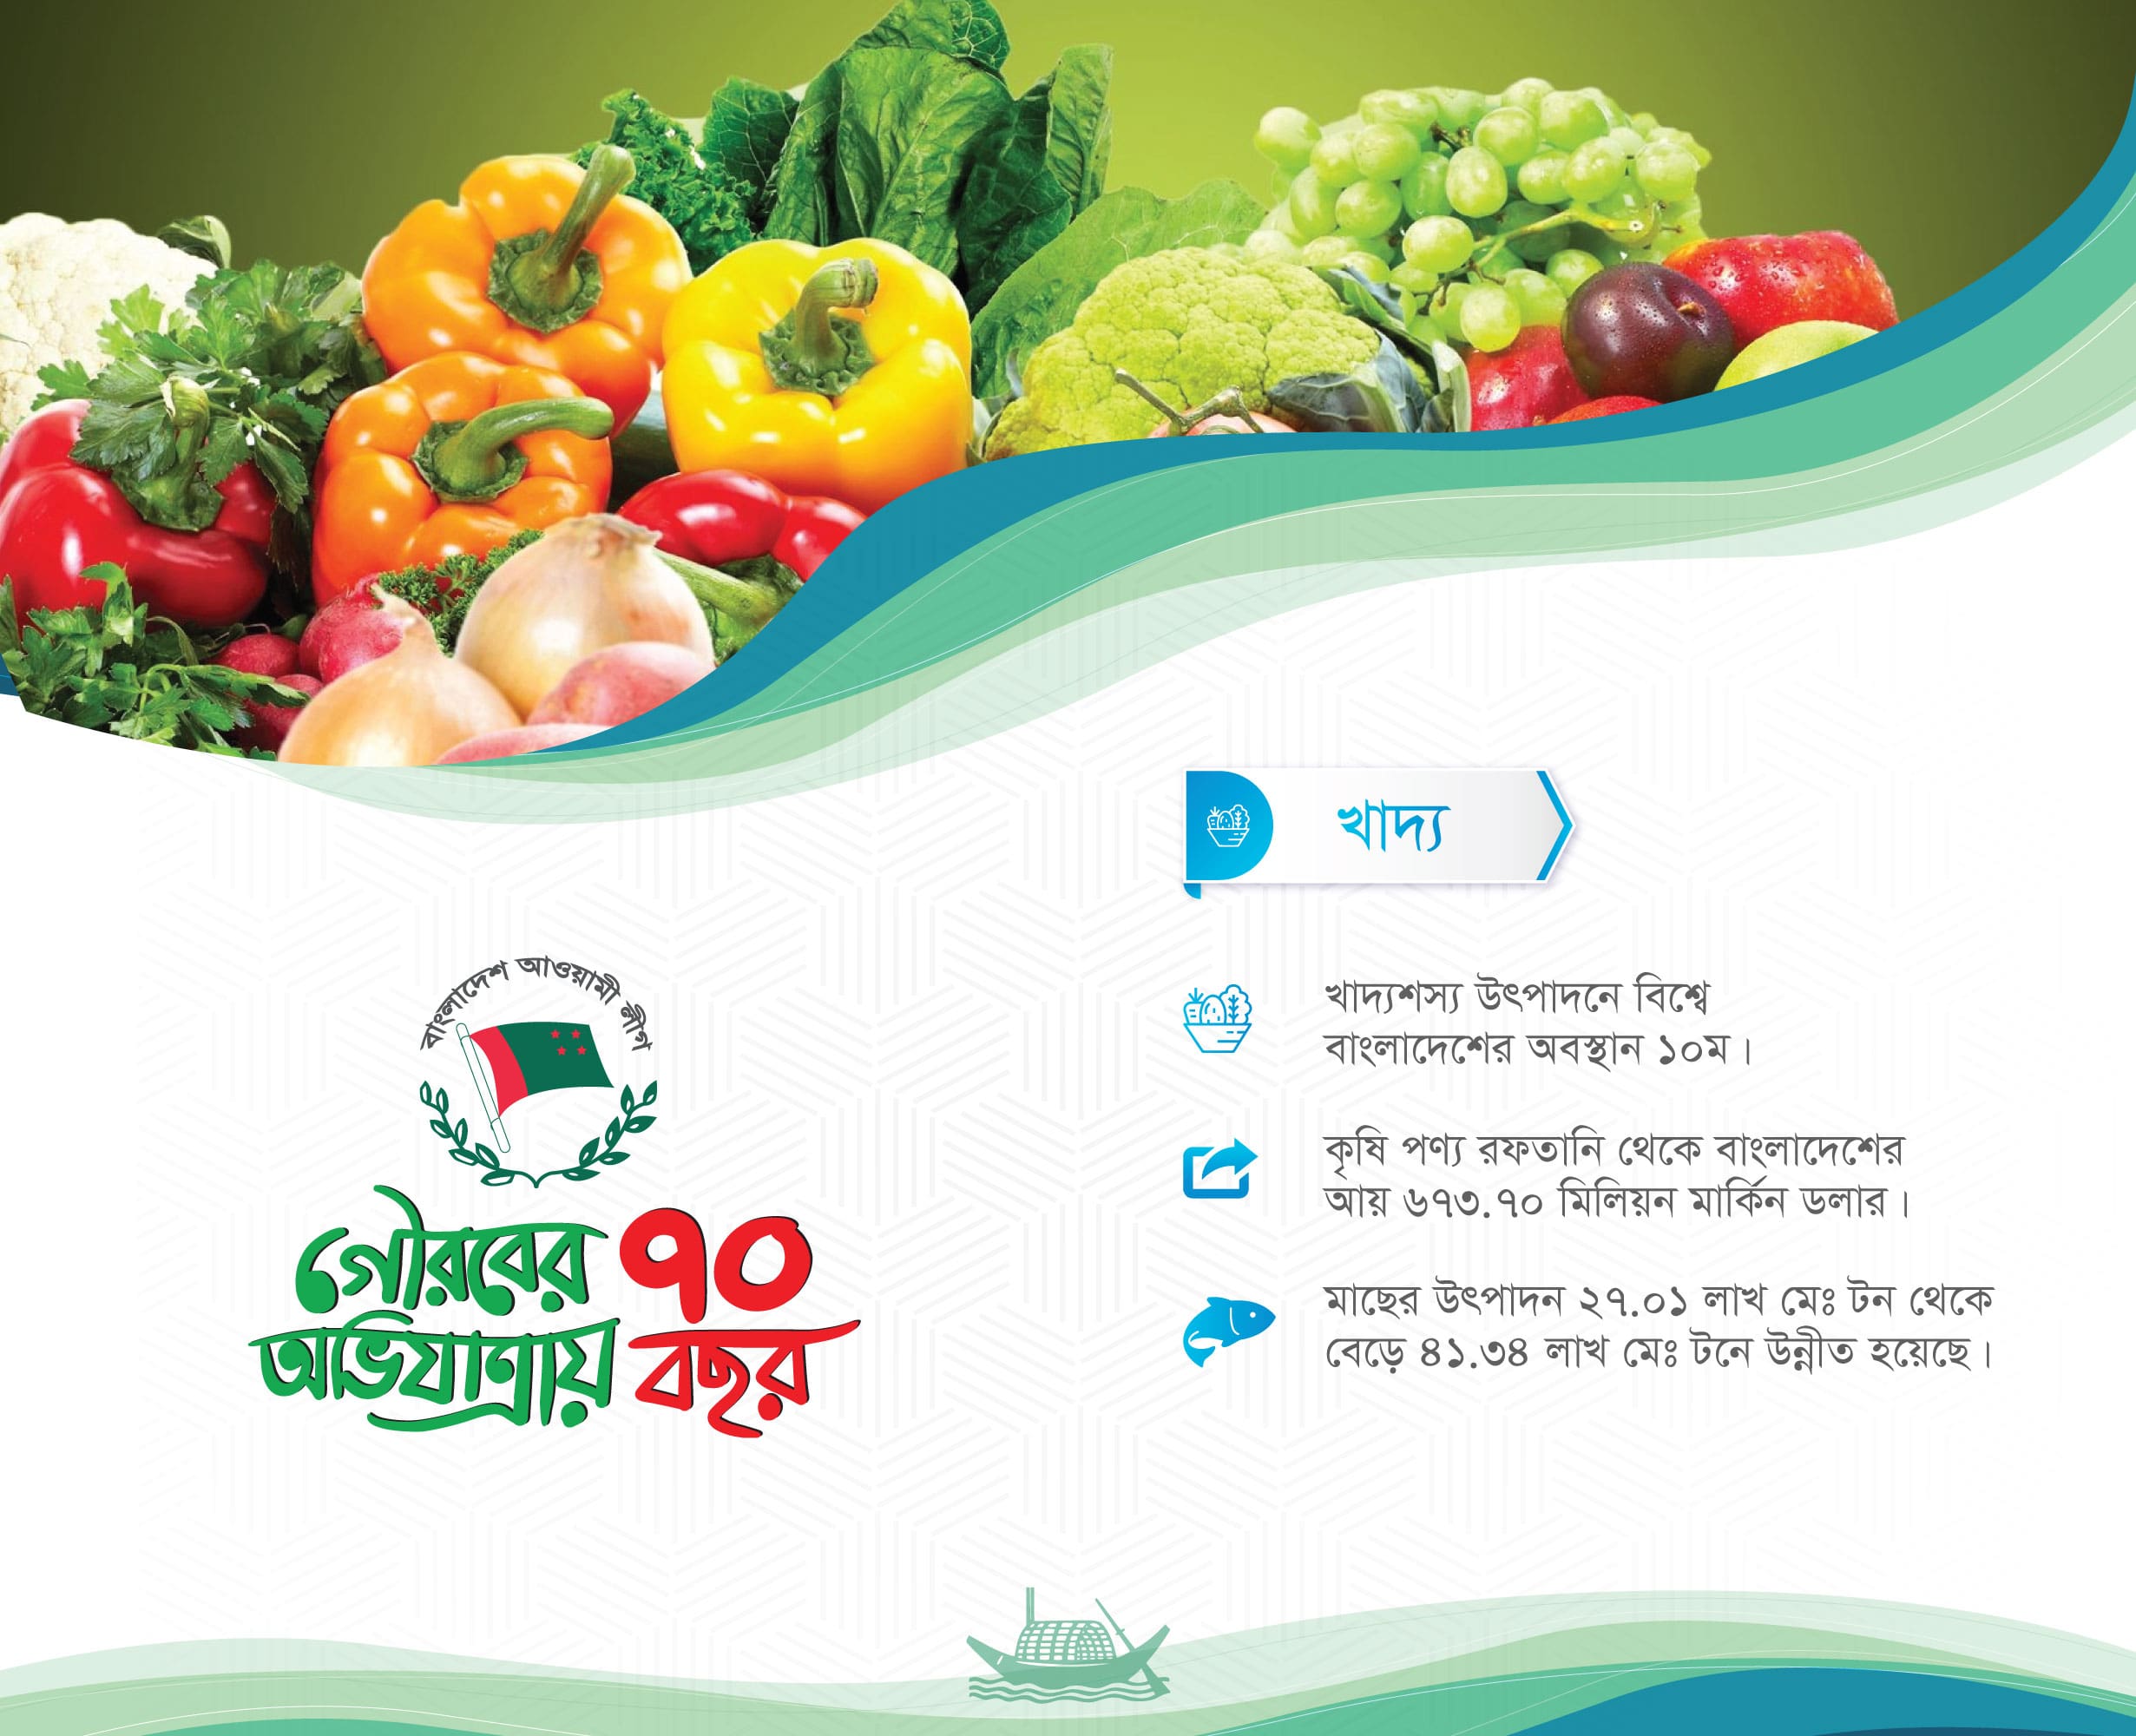 খাদ্য
বাংলাদেশ আওয়ামী লীগ
গৌরবের ৭০
অভিযাত্রায় বছর
খাদ্যশস্য উৎপাদনে বিশ্বে
বাংলাদেশের অবস্থান ১০ম।
কৃষি পণ্য রফতানি থেকে বাংলাদেশের
আয় ৬৭৩.৭০ মিলিয়ন মার্কিন ডলার।
মাছের উৎপাদন ২৭.০১ লাখ মেঃ টন থেকে
বেড়ে ৪১.৩৪ লাখ মেঃ টনে উন্নীত হয়েছে।